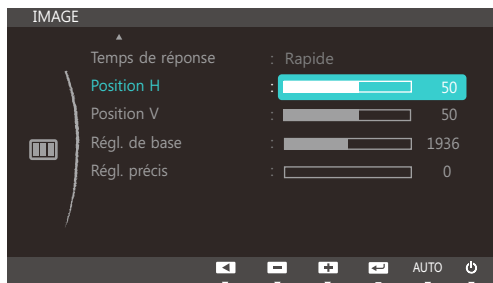 IMAGE
Temps de réponse : Rapide
Position H : 50
Position V : 50
Régl. de base : 1936
Régl. précis : 0
AUTO